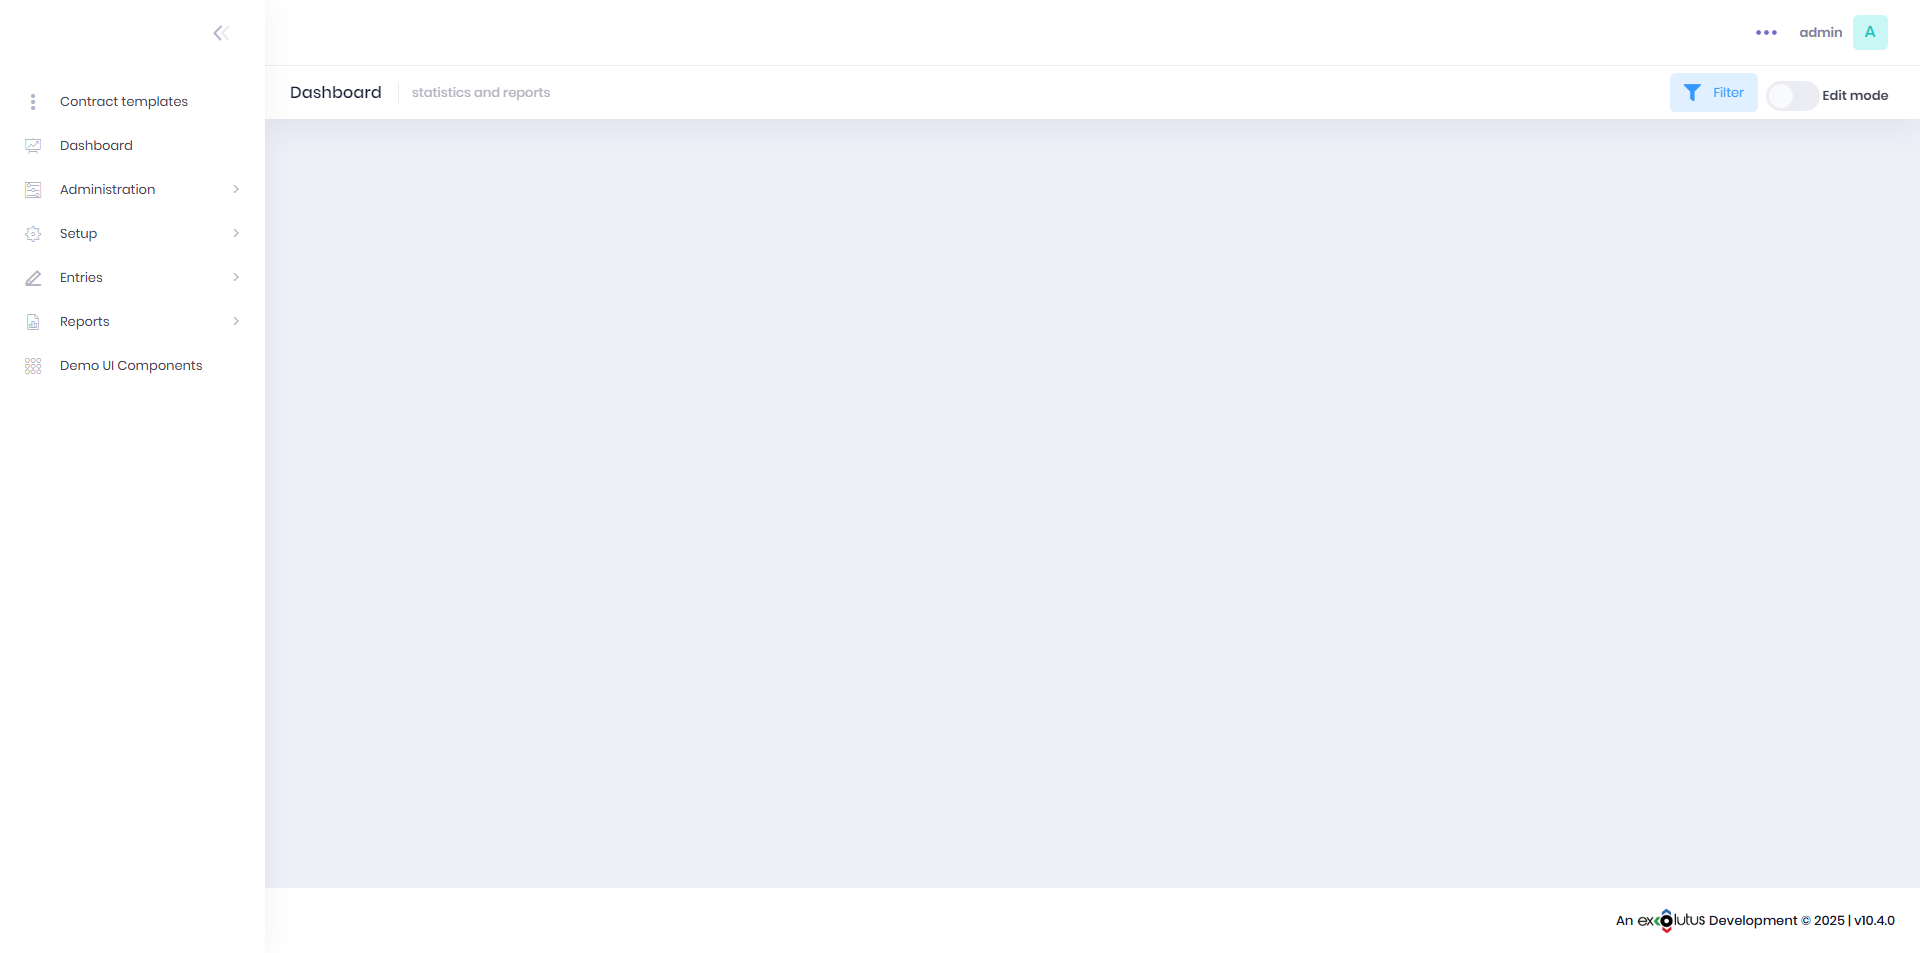 admin A
Contract templates
Dashboard
Administration
Setup
Entries
Reports
Demo UI Components
Dashboard statistics and reports
Filter Edit mode
An exolutus Development © 2025 | v10.4.0